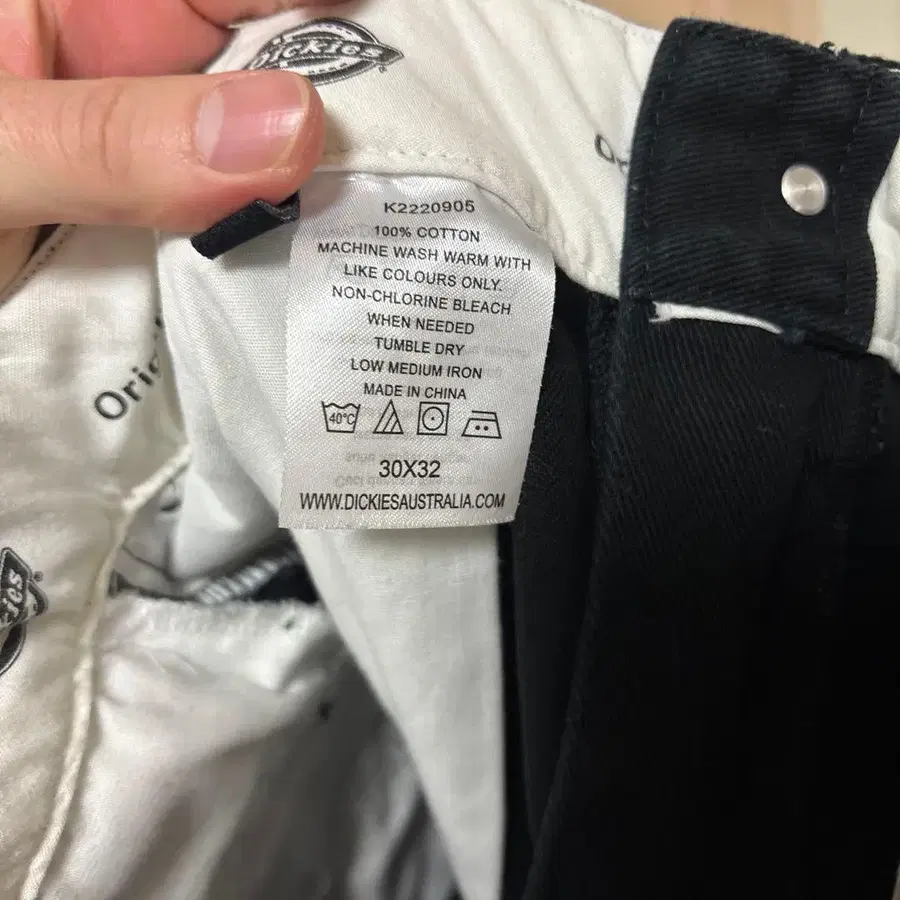 Dickies
K2220905
100% COTTON
MACHINE WASH WARM WITH
LIKE COLOURS ONLY.
NON-CHLORINE BLEACH
WHEN NEEDED
TUMBLE DRY
LOW MEDIUM IRON
MADE IN CHINA
40°C
30X32
WWW.DICKIESAUSTRALIA.COM